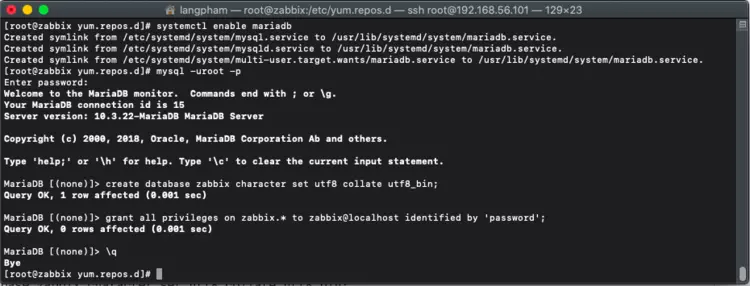 langpham — root@zabbix:/etc/yum.repos.d — ssh root@192.168.56.101 — 129×23
[root@zabbix yum.repos.d]# systemctl enable mariadb
Created symlink from /etc/systemd/system/mysql.service to /usr/lib/systemd/system/mariadb.service.
Created symlink from /etc/systemd/system/mysqld.service to /usr/lib/systemd/system/mariadb.service.
Created symlink from /etc/systemd/system/multi-user.target.wants/mariadb.service to /usr/lib/systemd/system/mariadb.service.
[root@zabbix yum.repos.d]# mysql -uroot -p
Enter password:
Welcome to the MariaDB monitor.  Commands end with ; or \g.
Your MariaDB connection id is 15
Server version: 10.3.22-MariaDB MariaDB Server
Copyright (c) 2000, 2018, Oracle, MariaDB Corporation Ab and others.
Type 'help;' or '\h' for help. Type '\c' to clear the current input statement.
MariaDB [(none)]> create database zabbix character set utf8 collate utf8_bin;
Query OK, 1 row affected (0.001 sec)
MariaDB [(none)]> grant all privileges on zabbix.* to zabbix@localhost identified by 'password';
Query OK, 0 rows affected (0.001 sec)
MariaDB [(none)]> \q
Bye
[root@zabbix yum.repos.d]#